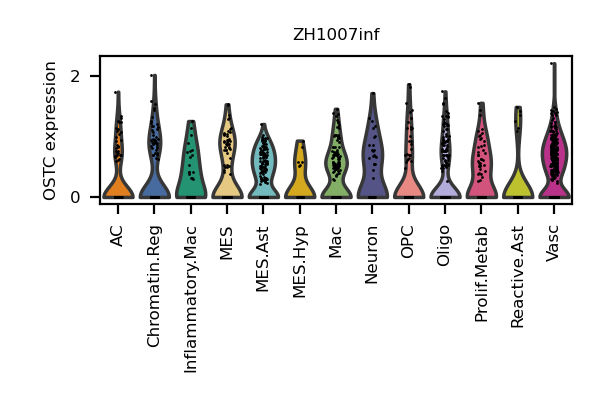 ZH1007inf
OSTC expression
2
0
AC
Chromatin.Reg
Inflammatory.Mac
MES
MES.Ast
MES.Hyp
Mac
Neuron
OPC
Oligo
Prolif.Metab
Reactive.Ast
Vasc